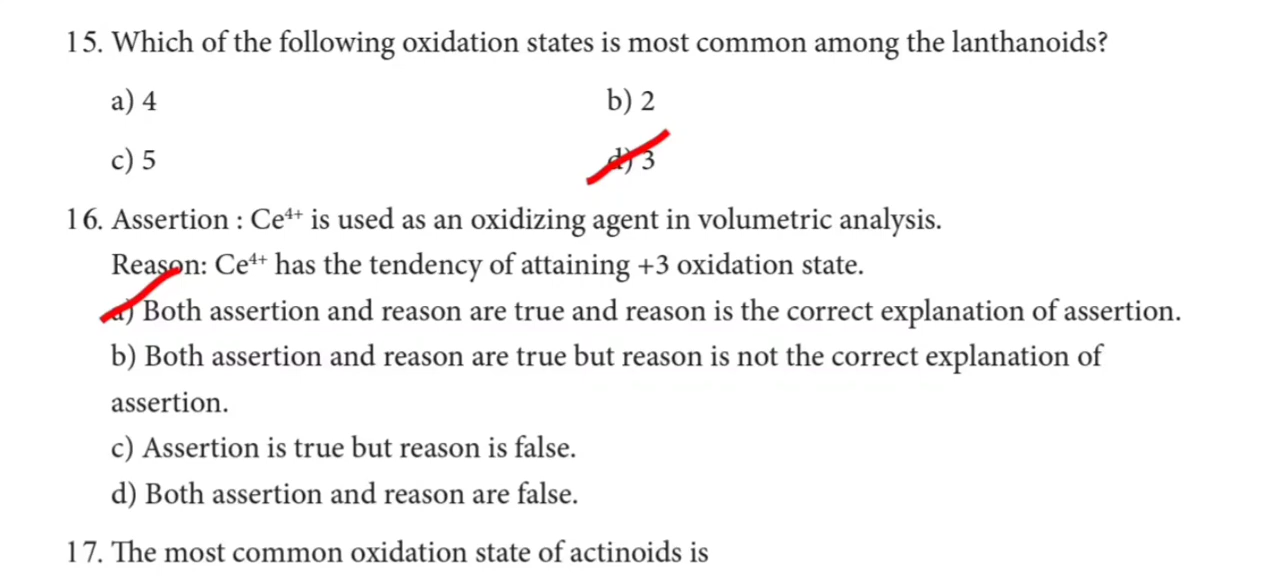 15. Which of the following oxidation states is most common among the lanthanoids?
a) 4 b) 2
c) 5 d) 3
16. Assertion : Ce⁴⁺ is used as an oxidizing agent in volumetric analysis.
Reason: Ce⁴⁺ has the tendency of attaining +3 oxidation state.
a) Both assertion and reason are true and reason is the correct explanation of assertion.
b) Both assertion and reason are true but reason is not the correct explanation of
assertion.
c) Assertion is true but reason is false.
d) Both assertion and reason are false.
17. The most common oxidation state of actinoids is